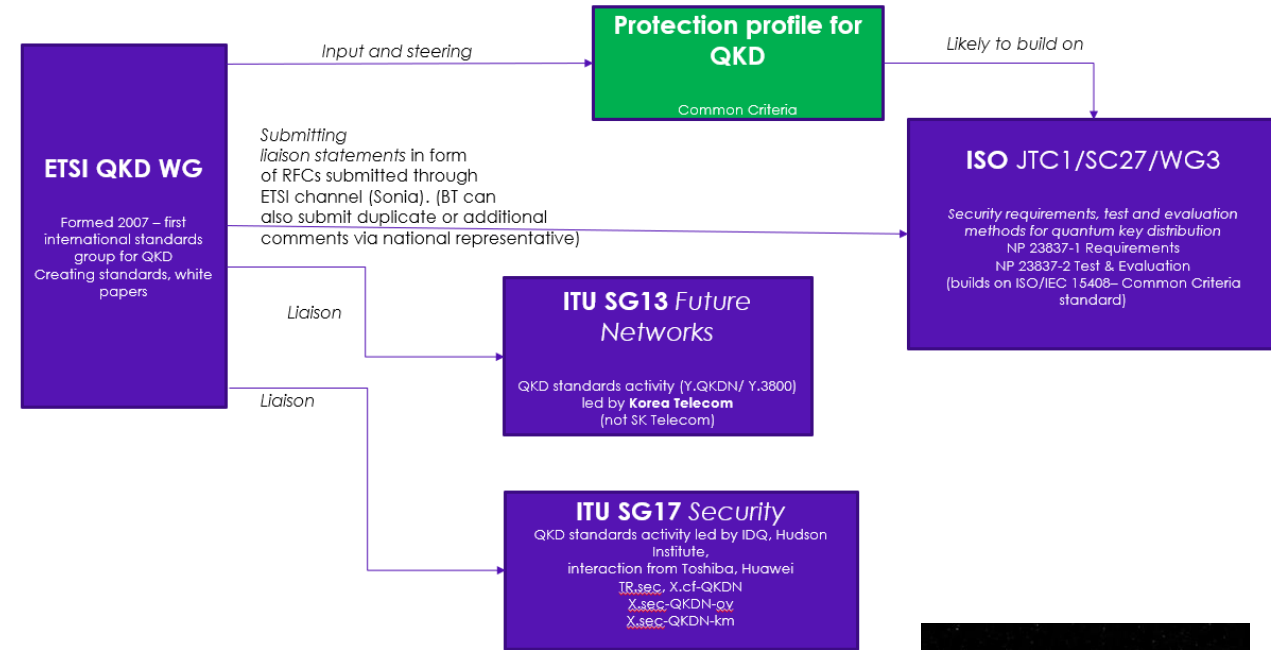 Protection profile for
QKD
Common Criteria
Input and steering
Likely to build on
ETSI QKD WG
Formed 2007 – first
international standards
group for QKD
Creating standards, white
papers
Submitting
liaison statements in form
of RFCs submitted through
ETSI channel (Sonia). (BT can
also submit duplicate or additional
comments via national representative)
ISO JTC1/SC27/WG3
Security requirements, test and evaluation
methods for quantum key distribution
NP 23837-1 Requirements
NP 23837-2 Test & Evaluation
(builds on ISO/IEC 15408– Common Criteria
standard)
Liaison
ITU SG13 Future
Networks
QKD standards activity (Y.QKDN/ Y.3800)
led by Korea Telecom
(not SK Telecom)
Liaison
ITU SG17 Security
QKD standards activity led by IDQ, Hudson
Institute,
interaction from Toshiba, Huawei
TR.sec, X.cf-QKDN
X.sec-QKDN-ov
X.sec-QKDN-km